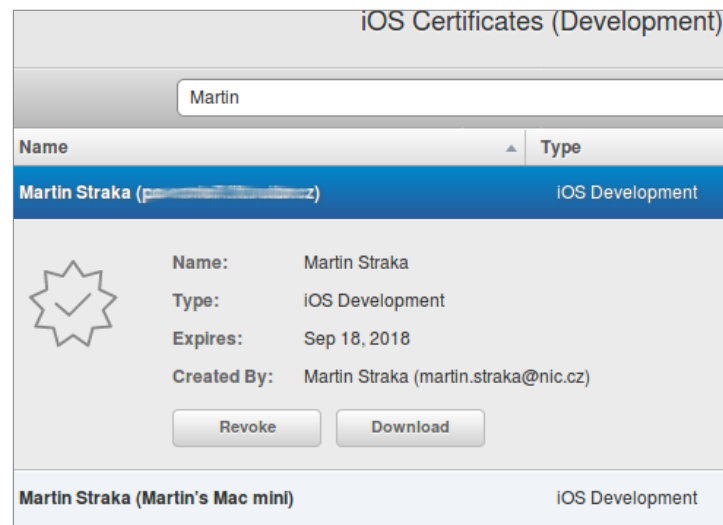 iOS Certificates (Development)
Martin
Name Type
Martin Straka ( ) iOS Development
Name: Martin Straka
Type: iOS Development
Expires: Sep 18, 2018
Created By: Martin Straka (martin.straka@nic.cz)
Revoke Download
Martin Straka (Martin's Mac mini) iOS Development